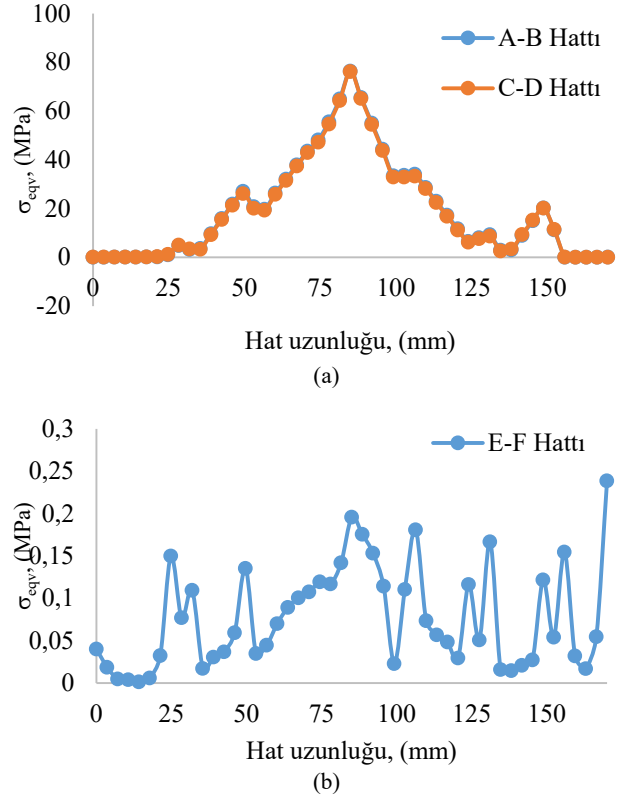 100
80
60
40
20
0
-20
σeqv, (MPa)
A-B Hattı
C-D Hattı
0 25 50 75 100 125 150
Hat uzunluğu, (mm)
(a)
0,3
0,25
0,2
0,15
0,1
0,05
0
σeqv, (MPa)
E-F Hattı
0 25 50 75 100 125 150
Hat uzunluğu, (mm)
(b)